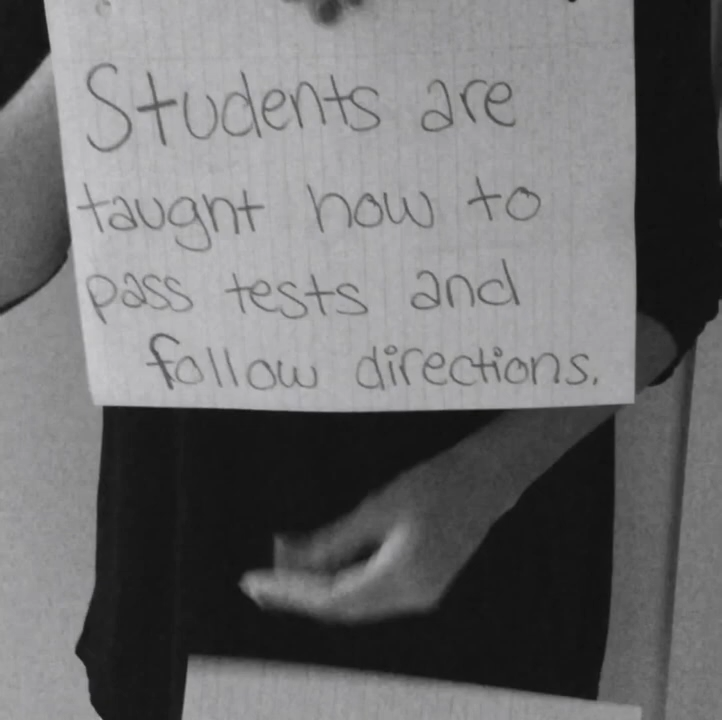 Students are
taught how to
pass tests and
follow directions.